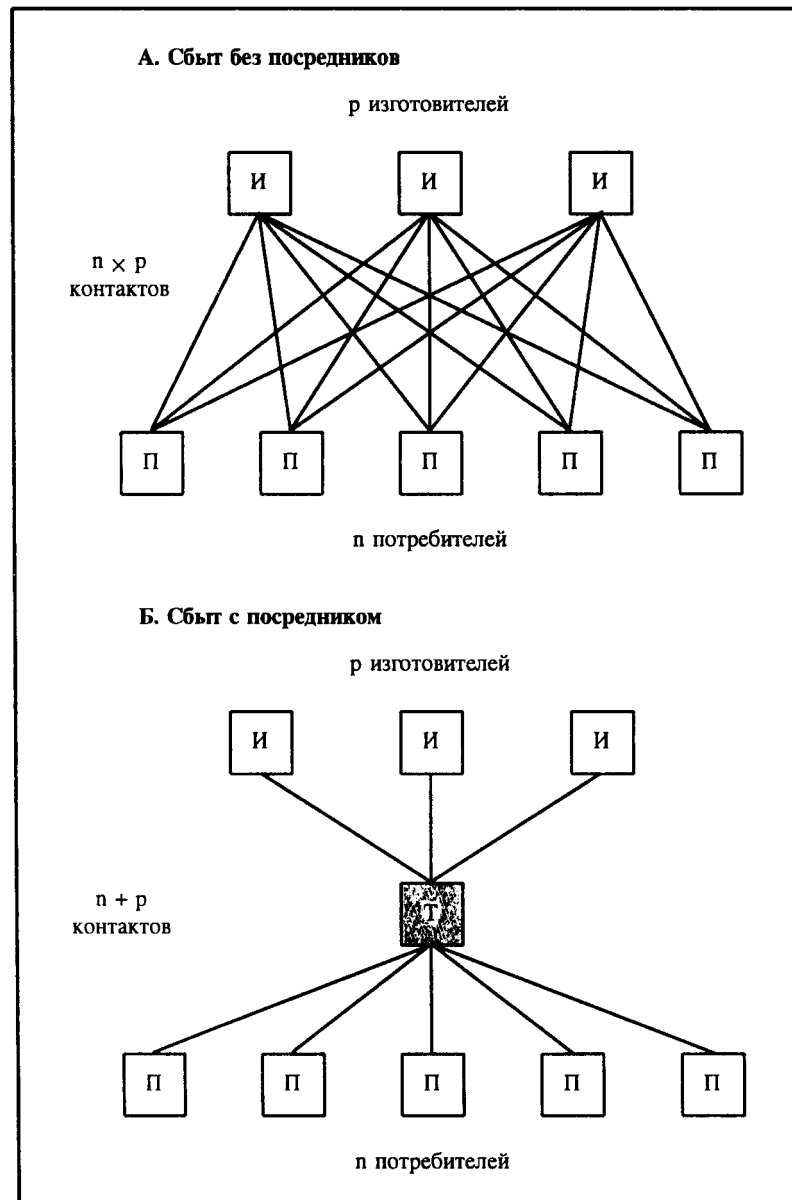 А. Сбыт без посредников
p изготовителей
И И И
n × p
контактов
П П П П П
n потребителей
Б. Сбыт с посредником
p изготовителей
И И И
n + p
контактов
Т
П П П П П
n потребителей